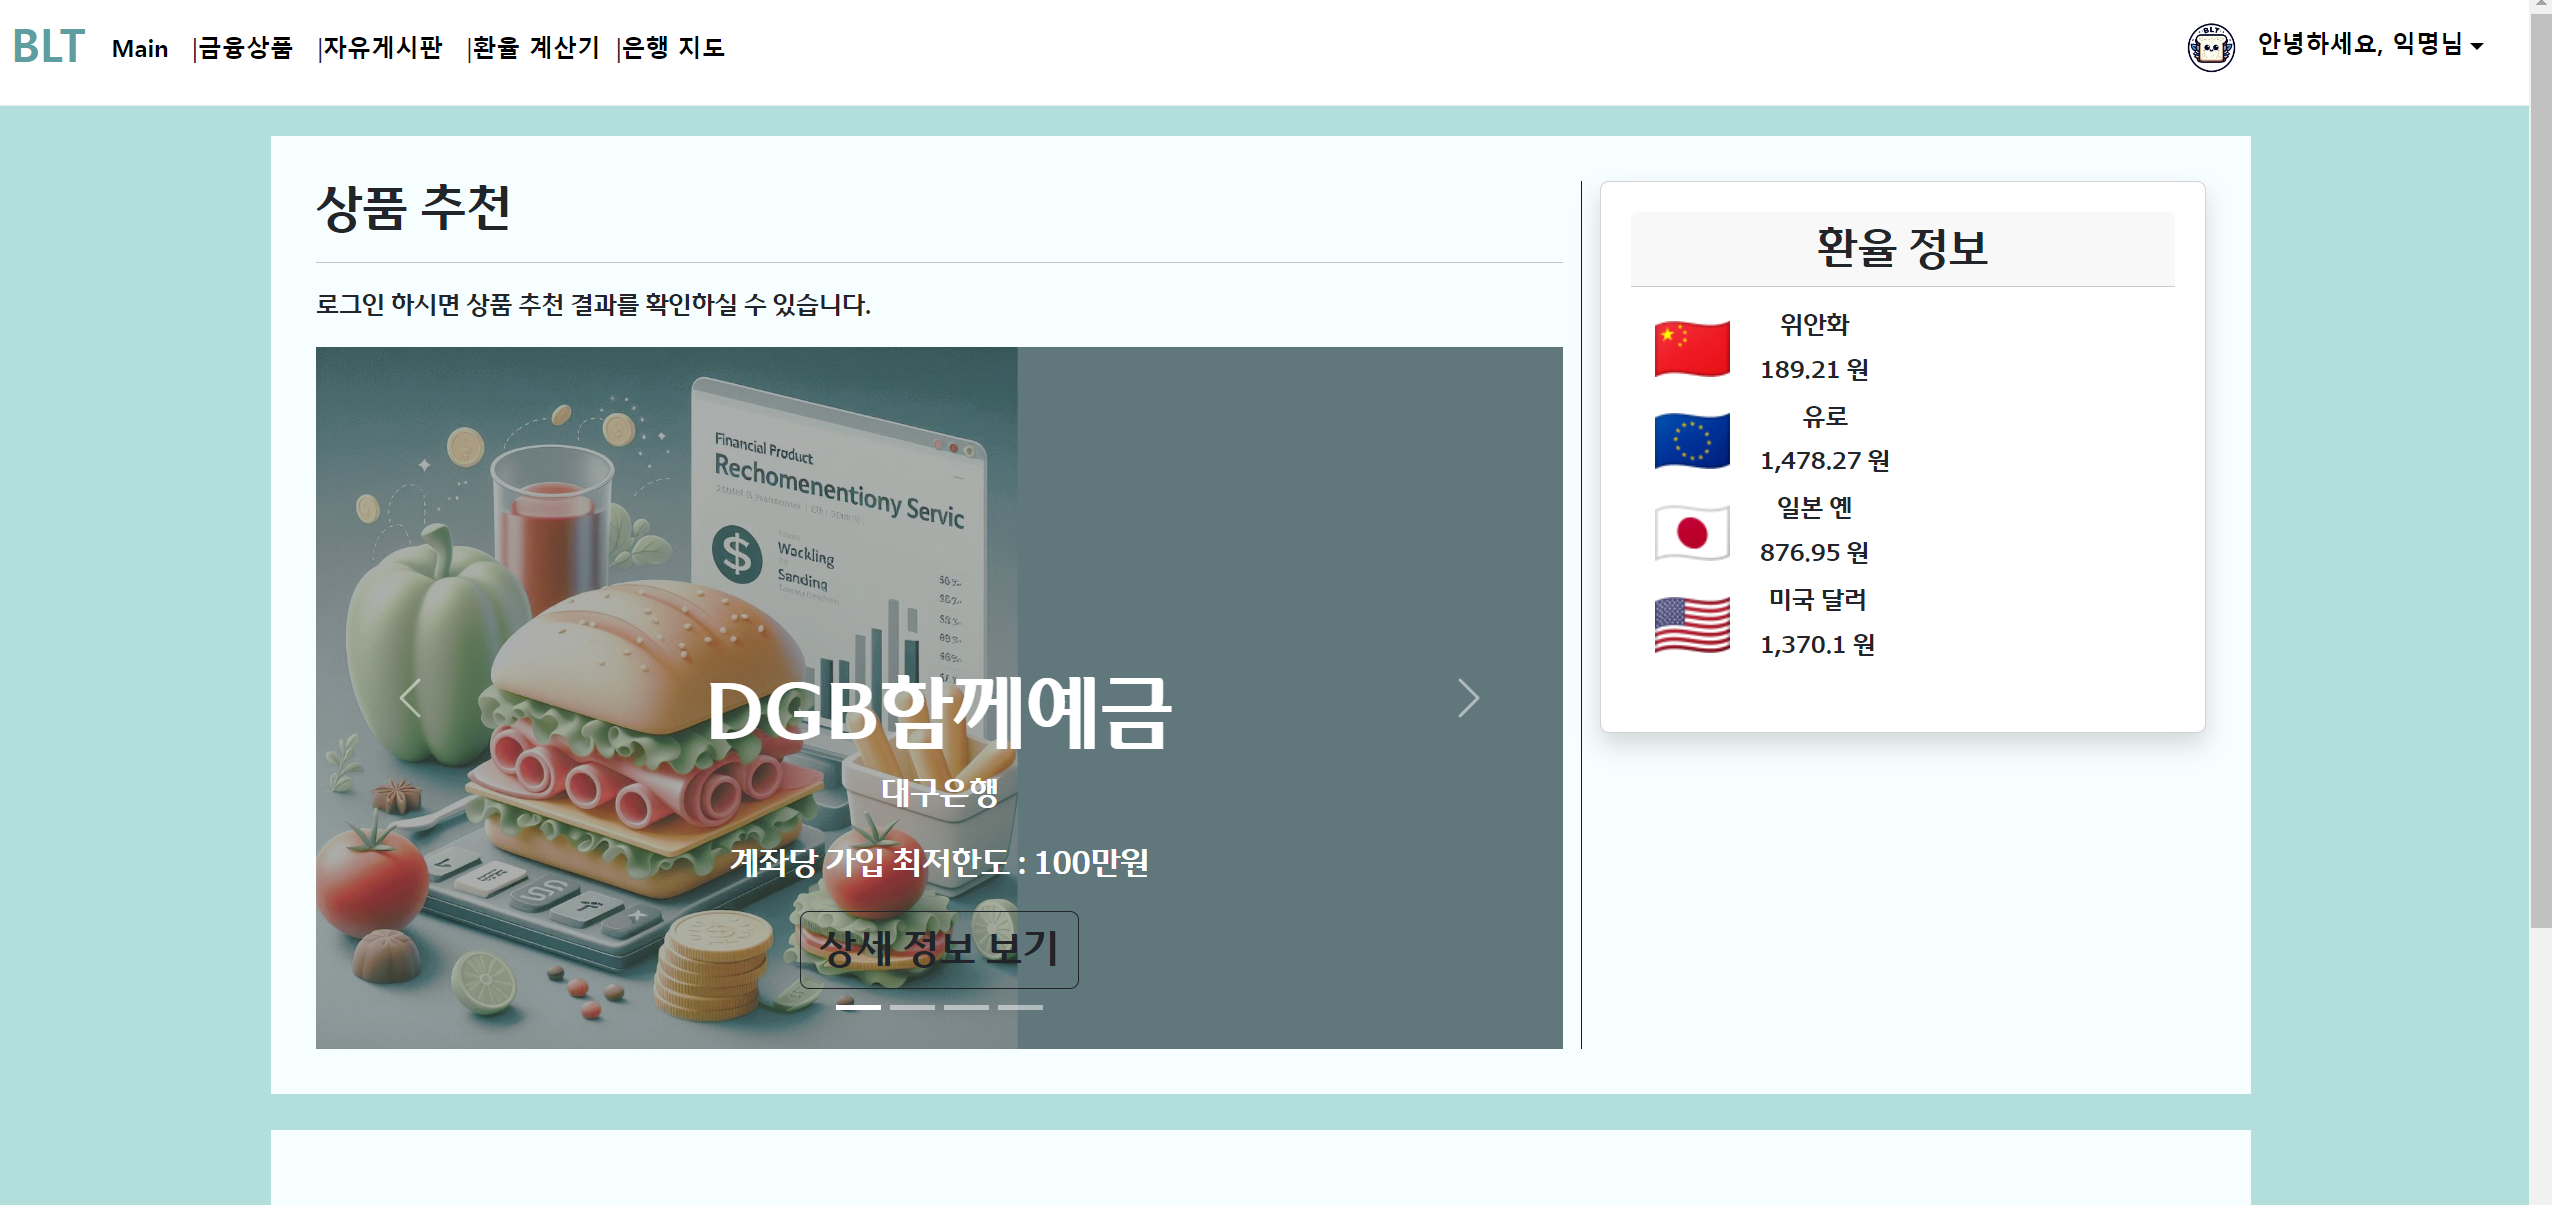 BLT Main |금융상품 |자유게시판 |환율 계산기 |은행 지도
안녕하세요, 익명님
상품 추천
로그인 하시면 상품 추천 결과를 확인하실 수 있습니다.
Financial Product
Rechomenentiony Servic
$
Wockling
Sanding
DGB함께예금
대구은행
계좌당 가입 최저한도 : 100만원
상세 정보 보기
환율 정보
위안화
189.21 원
유로
1,478.27 원
일본 옌
876.95 원
미국 달러
1,370.1 원